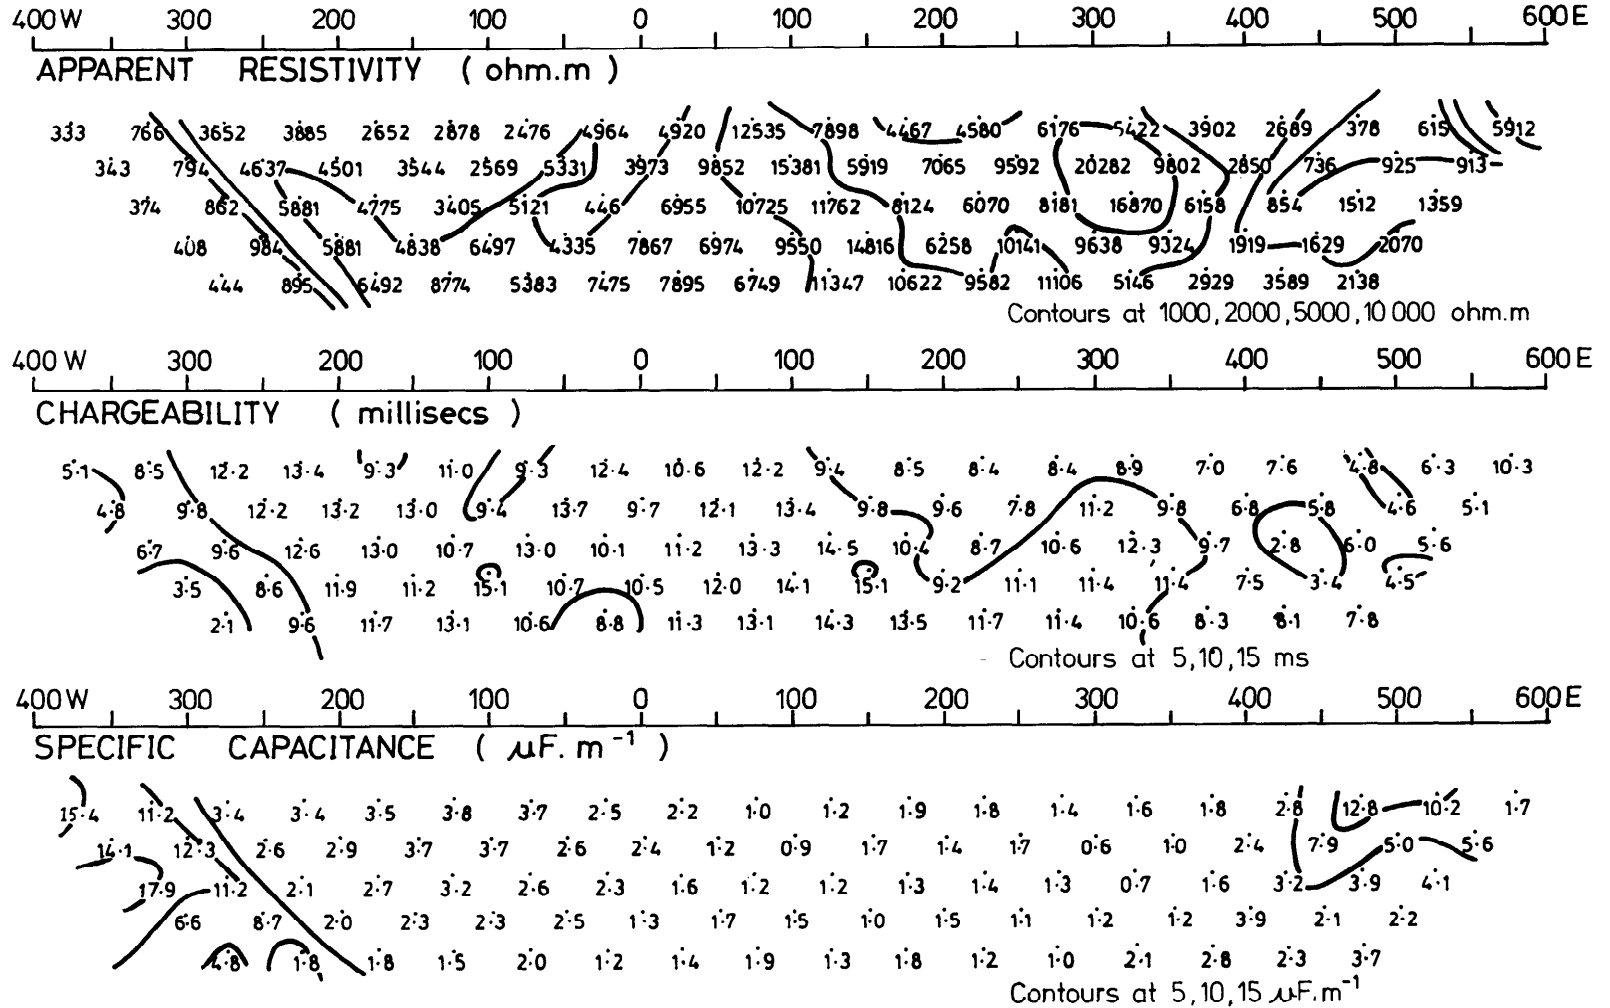 400 W 300 200 100 0 100 200 300 400 500 600 E
APPARENT RESISTIVITY ( ohm.m )
333 766 3652 3885 2652 2878 2476 4964 4920 12535 7898 4467 4580 6176 5422 3902 2689 378 615 5912
343 794 4637 4501 3544 2569 5331 3973 9852 15381 5919 7065 9592 20282 9802 2850 736 925 913
374 862 5881 4775 3405 5121 446 6955 10725 11762 8124 6070 8181 16870 6158 854 1512 1359
408 984 5881 4838 6497 4335 7867 6974 9550 14816 6258 10141 9638 9324 1919 1629 2070
444 895 6492 8774 5383 7475 7895 6749 11347 10622 9582 11106 5146 2929 3589 2138
Contours at 1000, 2000, 5000, 10 000 ohm.m
400 W 300 200 100 0 100 200 300 400 500 600 E
CHARGEABILITY ( millisecs )
5·1 8·5 12·2 13·4 9·3 11·0 9·3 12·4 10·6 12·2 9·4 8·5 8·4 8·4 8·9 7·0 7·6 4·8 6·3 10·3
4·8 9·8 12·2 13·2 13·0 9·4 13·7 9·7 12·1 13·4 9·8 9·6 7·8 11·2 9·8 6·8 5·8 4·6 5·1
6·7 9·6 12·6 13·0 10·7 13·0 10·1 11·2 13·3 14·5 10·4 8·7 10·6 12·3 9·7 2·8 6·0 5·6
3·5 8·6 11·9 11·2 15·1 10·7 10·5 12·0 14·1 15·1 9·2 11·1 11·4 11·4 7·5 3·4 4·5
2·1 9·6 11·7 13·1 10·6 8·8 11·3 13·1 14·3 13·5 11·7 11·4 10·6 8·3 8·1 7·8
Contours at 5, 10, 15 ms
400 W 300 200 100 0 100 200 300 400 500 600 E
SPECIFIC CAPACITANCE ( μF. m⁻¹ )
15·4 11·2 3·4 3·4 3·5 3·8 3·7 2·5 2·2 1·0 1·2 1·9 1·8 1·4 1·6 1·8 2·8 12·8 10·2 1·7
14·1 12·3 2·6 2·9 3·7 3·7 2·6 2·4 1·2 0·9 1·7 1·4 1·7 0·6 1·0 2·4 7·9 5·0 5·6
17·9 11·2 2·1 2·7 3·2 2·6 2·3 1·6 1·2 1·2 1·3 1·4 1·3 0·7 1·6 3·2 3·9 4·1
6·6 8·7 2·0 2·3 2·3 2·5 1·3 1·7 1·5 1·0 1·5 1·1 1·2 1·2 3·9 2·1 2·2
4·8 1·8 1·8 1·5 2·0 1·2 1·4 1·9 1·3 1·8 1·2 1·0 2·1 2·8 2·3 3·7
Contours at 5, 10, 15 μF.m⁻¹